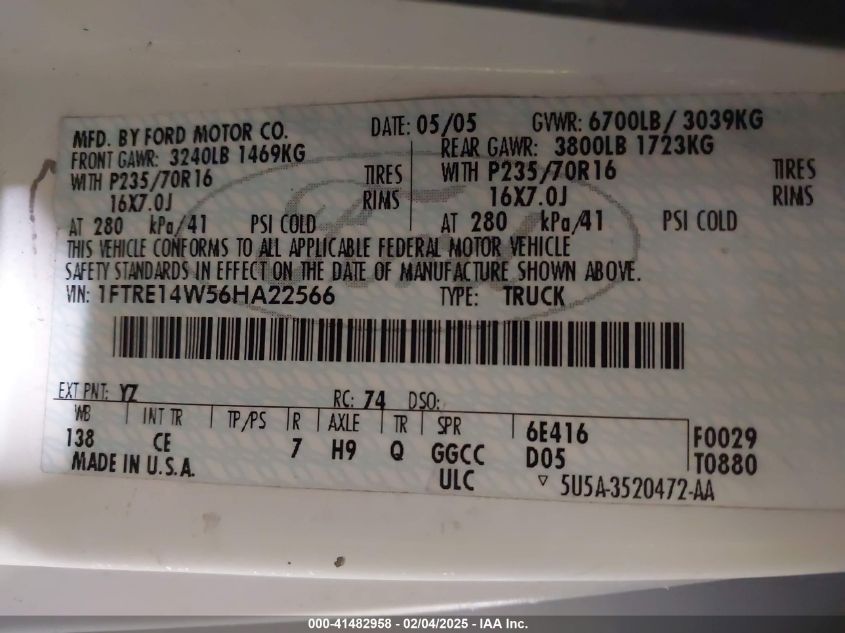 MFD. BY FORD MOTOR CO. DATE: 05/05 GVWR: 6700LB/ 3039KG
FRONT GAWR: 3240LB 1469KG REAR GAWR: 3800LB 1723KG
WITH P235/70R16 TIRES WITH P235/70R16 TIRES
16X7.0J RIMS 16X7.0J RIMS
AT 280 kPa/41 PSI COLD AT 280 kPa/41 PSI COLD
THIS VEHICLE CONFORMS TO ALL APPLICABLE FEDERAL MOTOR VEHICLE
SAFETY STANDARDS IN EFFECT ON THE DATE OF MANUFACTURE SHOWN ABOVE.
VIN: 1FTRE14W56HA22566 TYPE: TRUCK
Ford
EXT PNT: YZ RC: 74 DSO:
WB INT TR TP/PS R AXLE TR SPR
138 CE 7 H9 Q GGCC 6E416 F0029
ULC D05 T0880
MADE IN U.S.A. 5U5A-3520472-AA
000-41482958 - 02/04/2025 - IAA Inc.